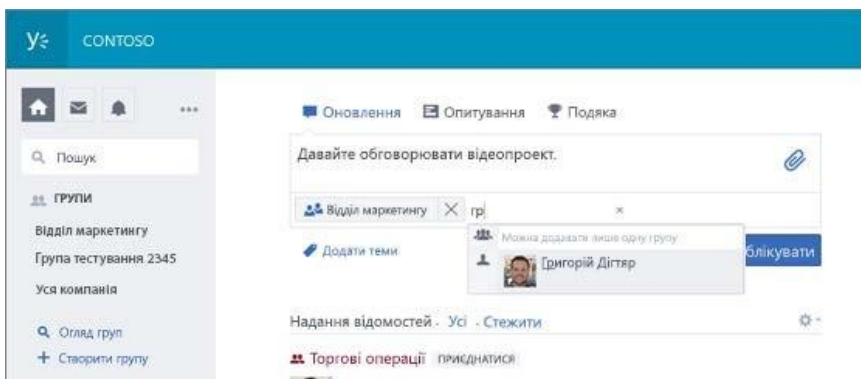 y
CONTOSO
Оновлення Опитування Подяка
Пошук
Давайте обговорювати відеопроект.
ГРУПИ
Відділ маркетингу
Група тестування 2345
Уся компанія
Огляд груп
Створити групу
Відділ маркетингу гр
Можна додавати лише одну групу
Григорій Дігтяр
Додати теми
блікувати
Надання відомостей Усі Стежити
Торгові операції ПРИЄДНАТИСЯ